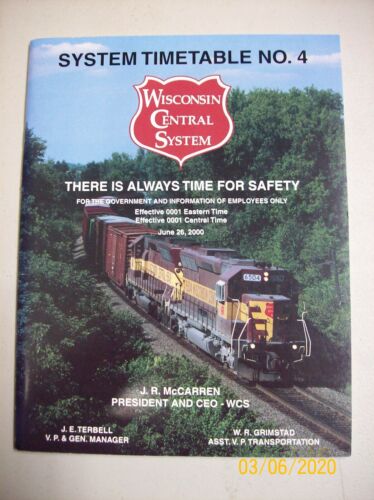 SYSTEM TIMETABLE NO. 4
WISCONSIN
CENTRAL
SYSTEM
THERE IS ALWAYS TIME FOR SAFETY
FOR THE GOVERNMENT AND INFORMATION OF EMPLOYEES ONLY
Effective 0001 Eastern Time
Effective 0001 Central Time
June 26, 2000
6504
J. R. McCARREN
PRESIDENT AND CEO - WCS
J. E. TERBELL
V. P. & GEN. MANAGER
W. R. GRIMSTAD
ASST. V. P. TRANSPORTATION
03/06/2020